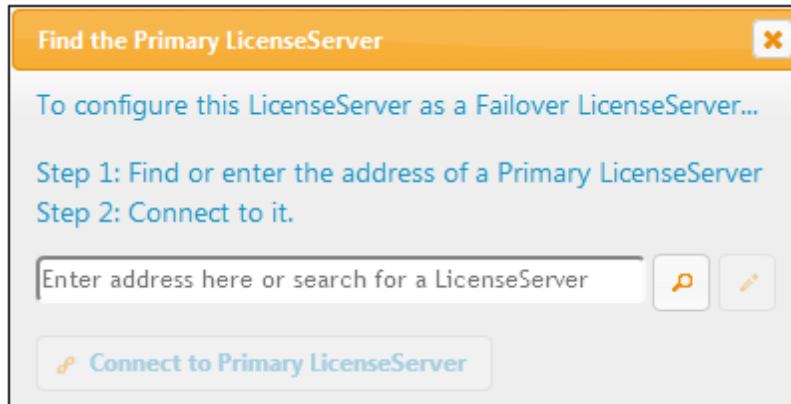 Find the Primary LicenseServer
To configure this LicenseServer as a Failover LicenseServer...
Step 1: Find or enter the address of a Primary LicenseServer
Step 2: Connect to it.
Enter address here or search for a LicenseServer
Connect to Primary LicenseServer